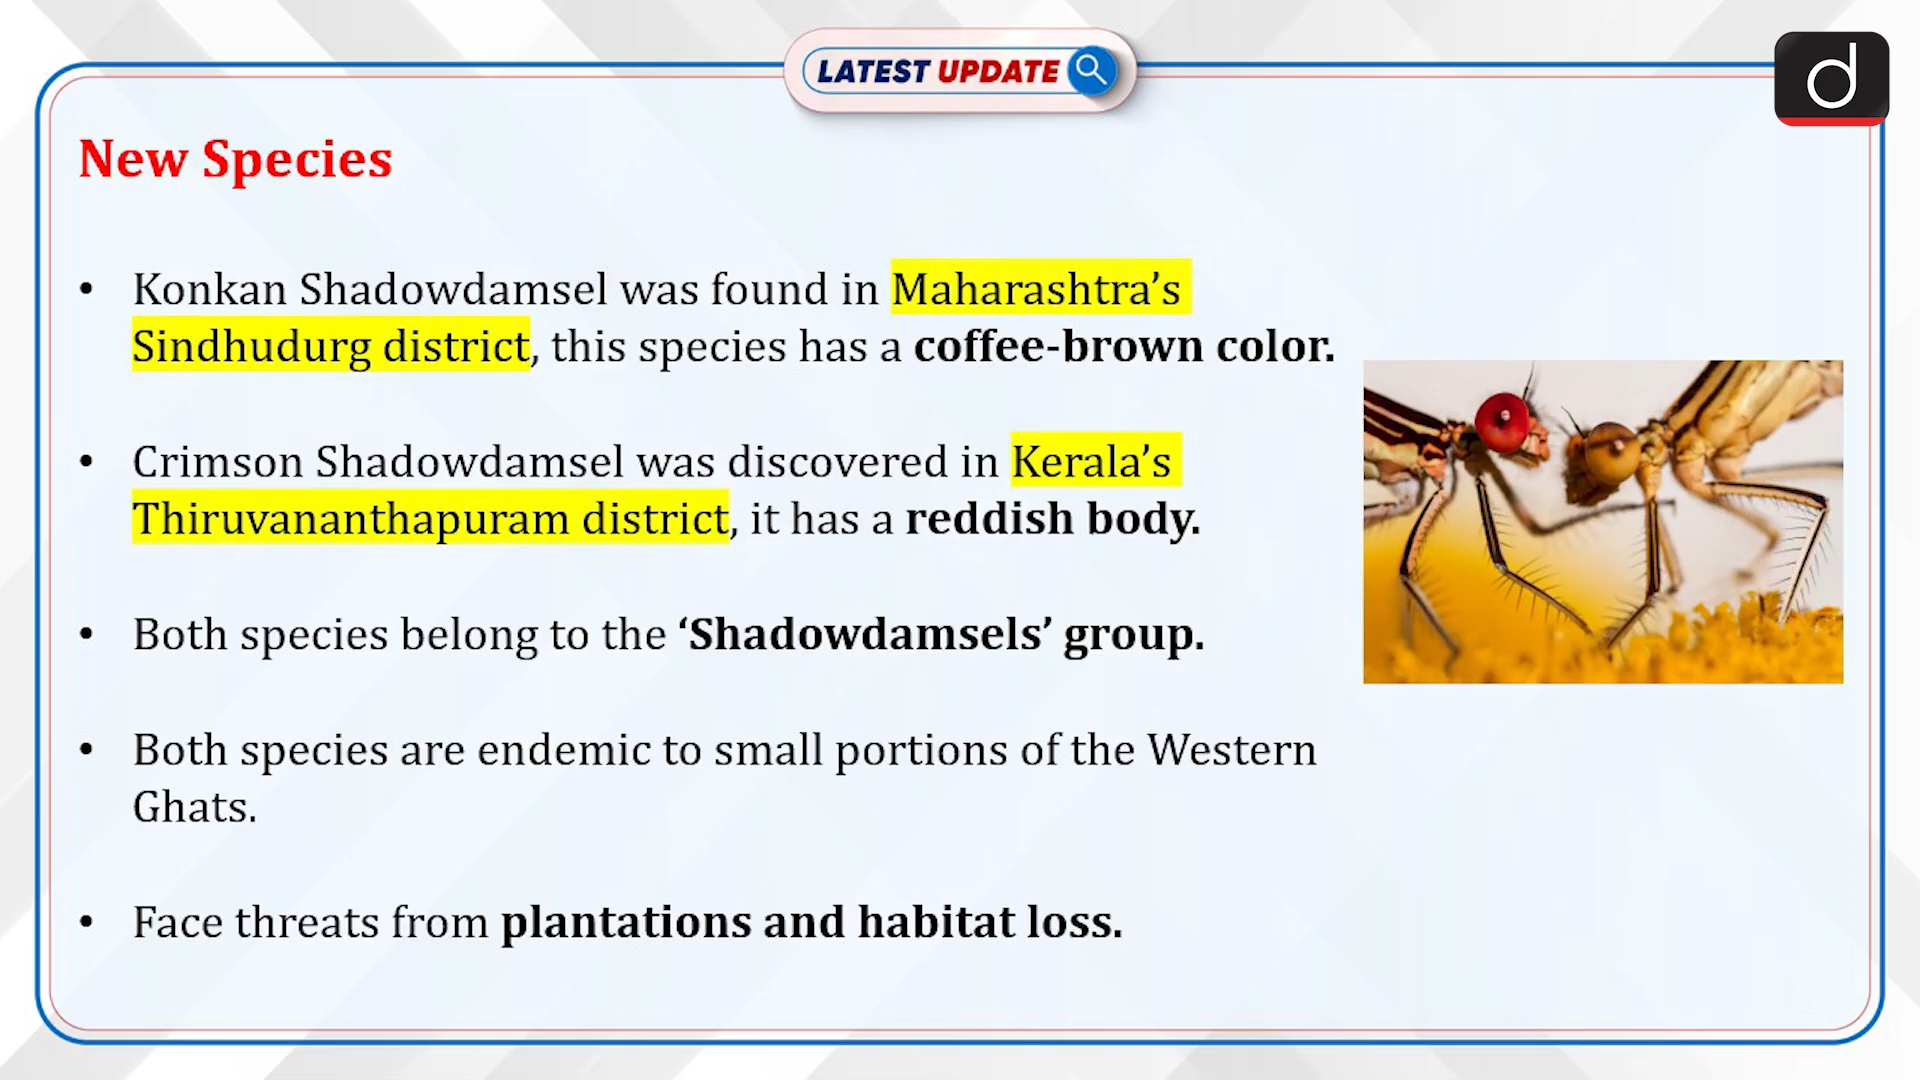 LATEST UPDATE
d
New Species
• Konkan Shadowdamsel was found in Maharashtra’s
Sindhudurg district, this species has a coffee-brown color.
• Crimson Shadowdamsel was discovered in Kerala’s
Thiruvananthapuram district, it has a reddish body.
• Both species belong to the ‘Shadowdamsels’ group.
• Both species are endemic to small portions of the Western
Ghats.
• Face threats from plantations and habitat loss.